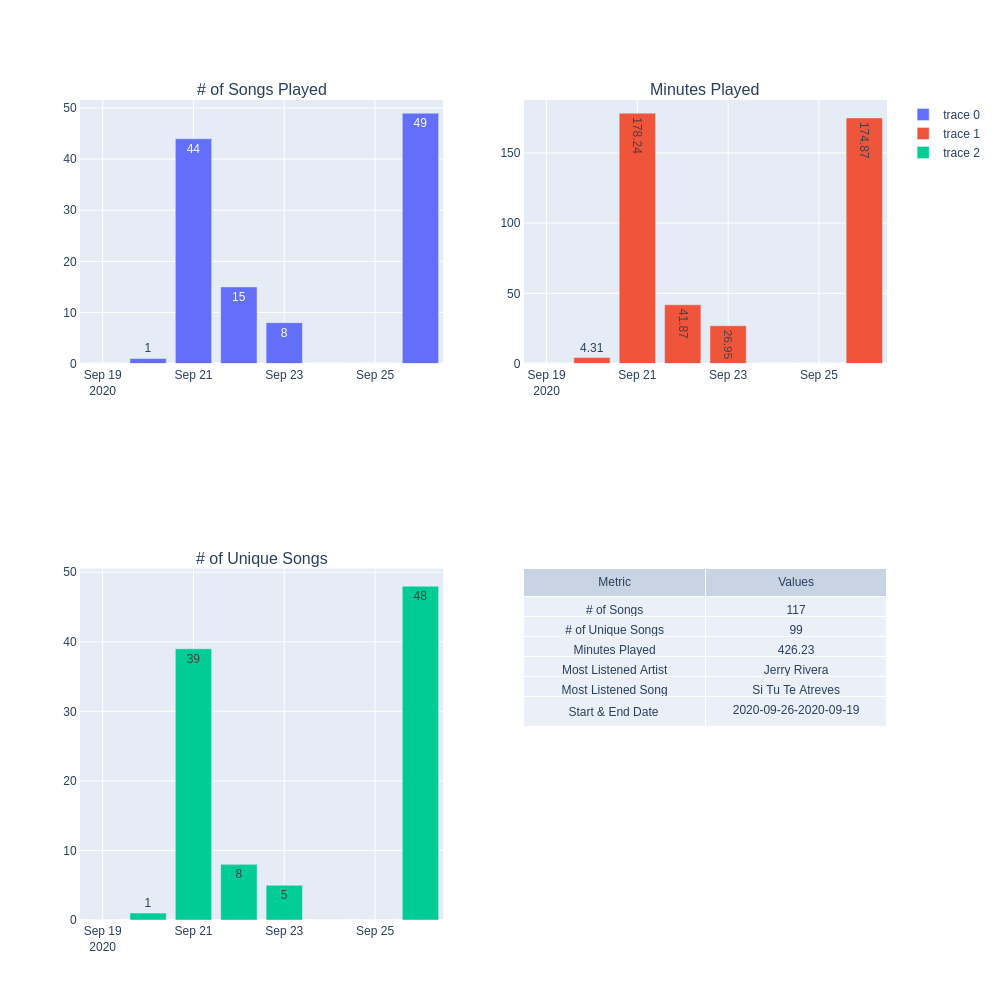 # of Songs Played
50
40
30
20
10
0
1
44
15
8
49
Sep 19
2020
Sep 21
Sep 23
Sep 25
Minutes Played
150
100
50
0
4.31
178.24
41.87
26.95
174.87
Sep 19
2020
Sep 21
Sep 23
Sep 25
trace 0
trace 1
trace 2
# of Unique Songs
50
40
30
20
10
0
1
39
8
5
48
Sep 19
2020
Sep 21
Sep 23
Sep 25
Metric Values
# of Songs 117
# of Unique Songs 99
Minutes Played 426.23
Most Listened Artist Jerry Rivera
Most Listened Song Si Tu Te Atreves
Start & End Date 2020-09-26-2020-09-19